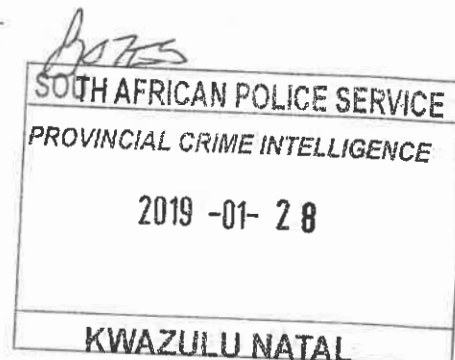 SOUTH AFRICAN POLICE SERVICE
PROVINCIAL CRIME INTELLIGENCE
2019 -01- 28
KWAZULU NATAL